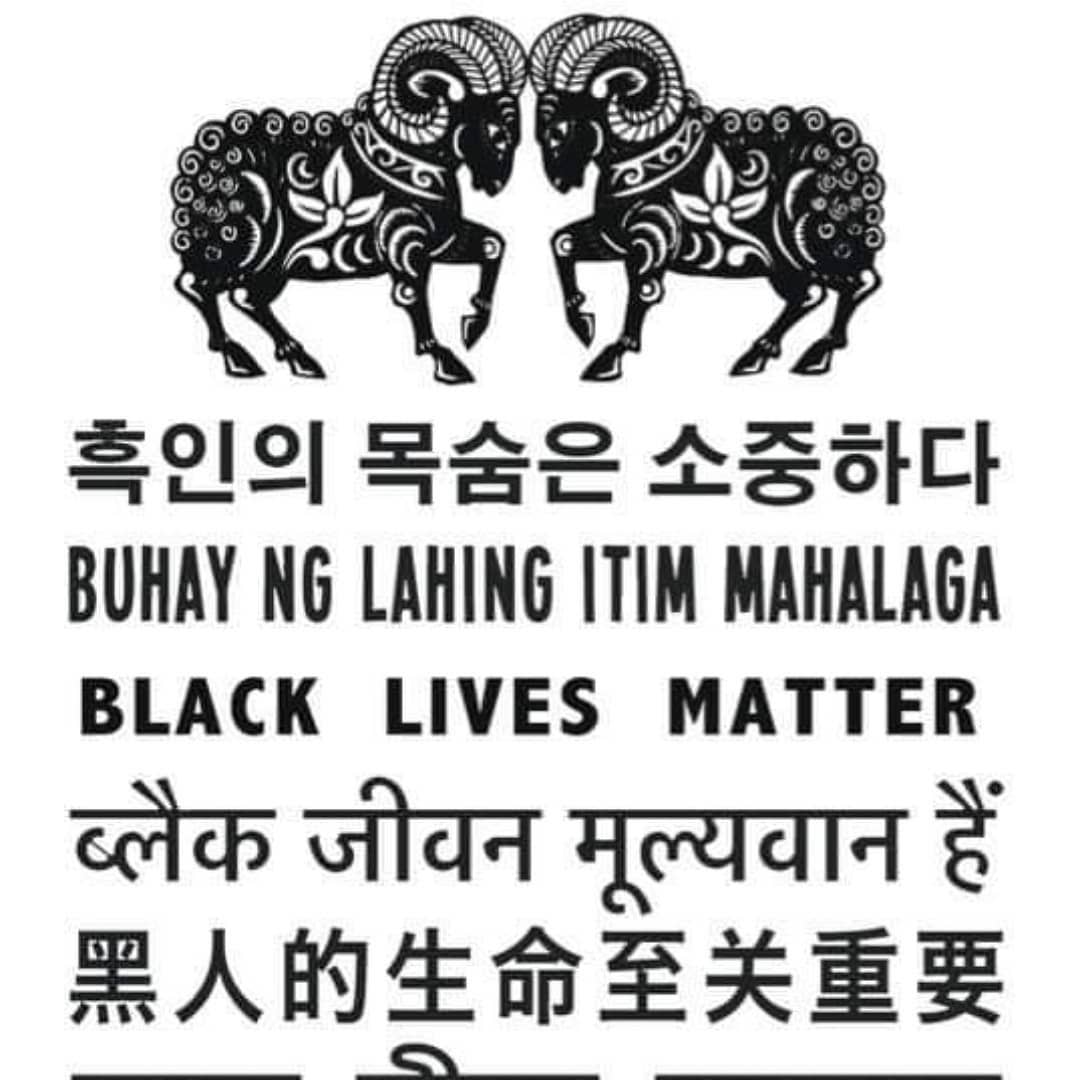 흑인의 목숨은 소중하다
BUHAY NG LAHING ITIM MAHALAGA
BLACK LIVES MATTER
ब्लैक जीवन मूल्यवान हैं
黑人的生命至关重要